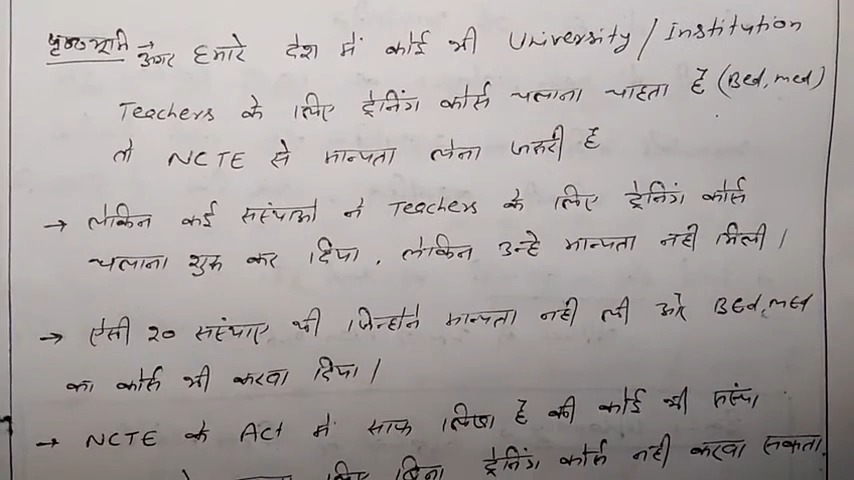 पृष्ठभूमि अगर हमारे देश में कोई भी University / Institution
Teachers के लिए ट्रेनिंग कोर्स चलाना चाहता है (Bed, med)
तो NCTE से मान्यता लेना जरुरी है
→ लेकिन कई संस्थाओं ने Teachers के लिए ट्रेनिंग कोर्स
चलाना शुरू कर दिया, लेकिन उन्हे मान्यता नही मिली।
→ ऐसी 20 संस्थाए थी जिन्होने मान्यता नही ली और BEd, mEd
का कोर्स भी करवा दिया।
→ NCTE के Act में साफ लिखा है की कोई भी संस्था
लिए बिना ट्रेनिंग कोर्स नही करवा सकता